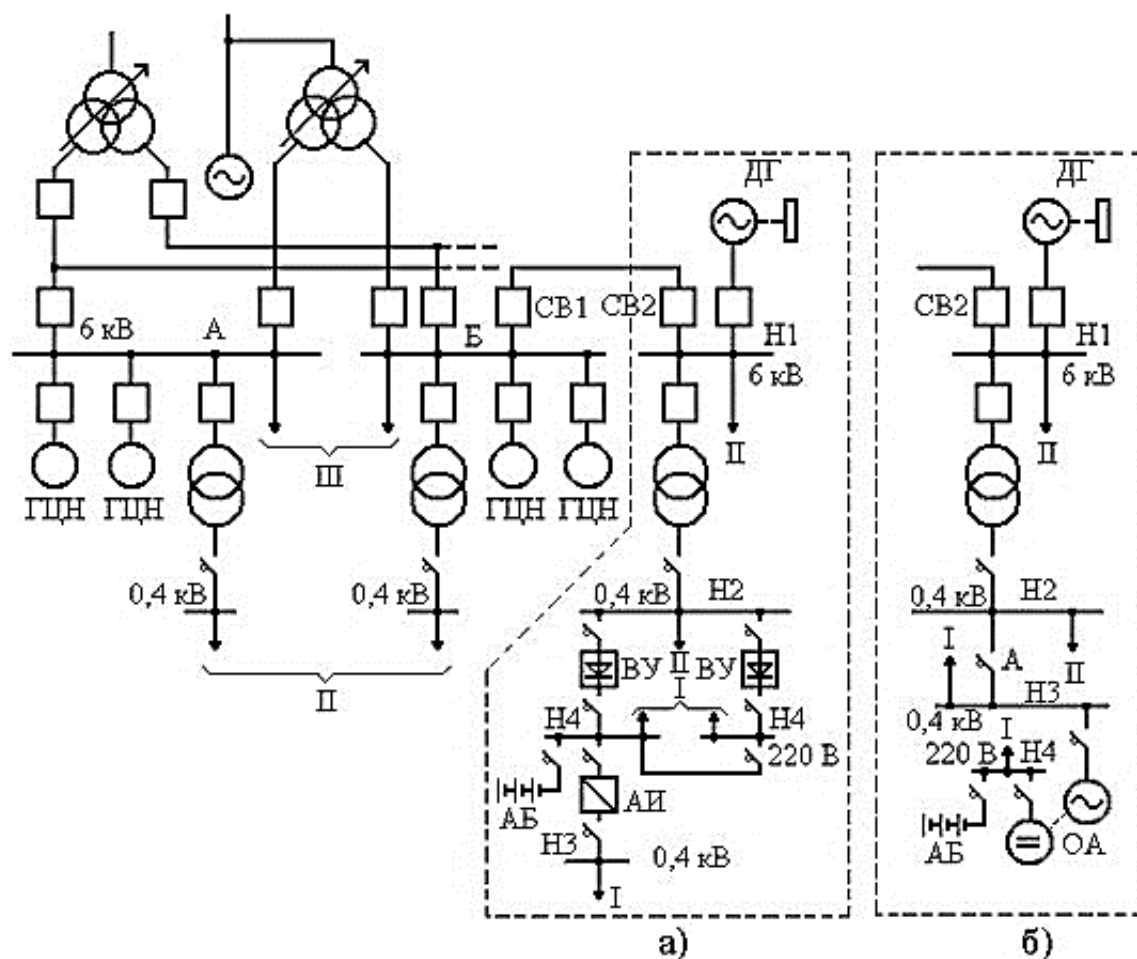 ДГ
ДГ
СВ1
СВ2
СВ2
6 кВ
А
Б
Н1
6 кВ
Н1
6 кВ
II
II
III
ГЦН
ГЦН
ГЦН
ГЦН
0,4 кВ
0,4 кВ
0,4 кВ
Н2
0,4 кВ
Н2
II
ВУ
II
ВУ
I
I
А
II
Н3
Н4
Н4
0,4 кВ
220 В
I
220 В
Н4
АБ
АИ
АБ
ОА
Н3
0,4 кВ
I
а)
б)